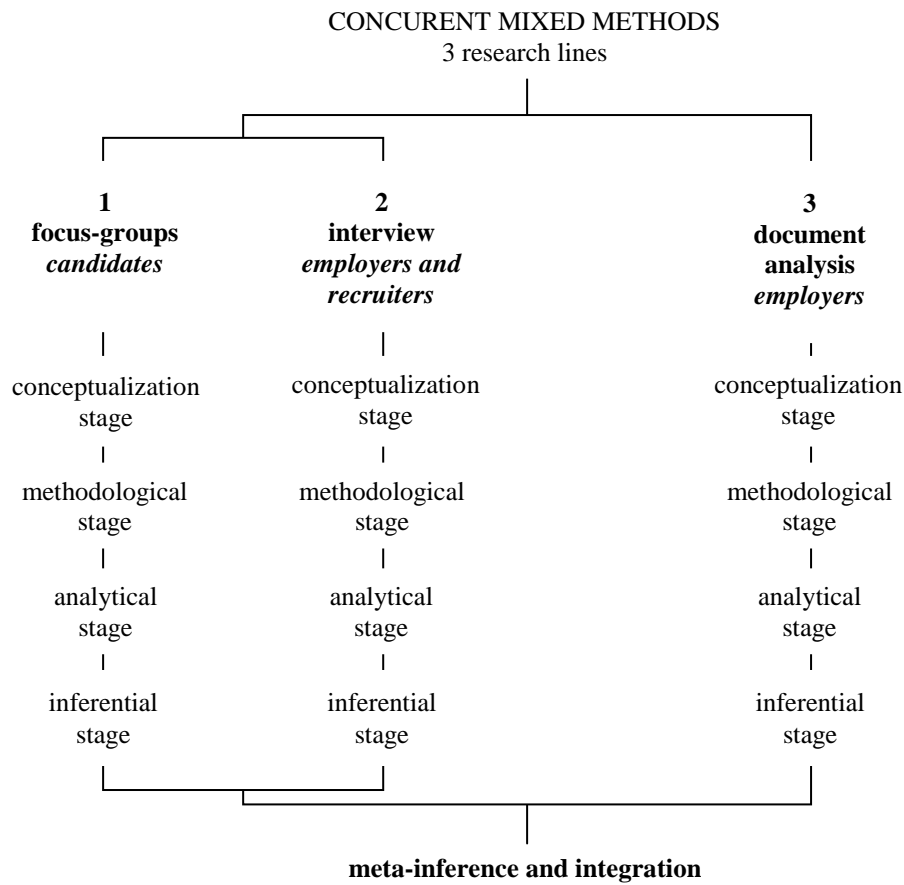 CONCURENT MIXED METHODS
3 research lines
1
focus-groups
candidates
2
interview
employers and
recruiters
3
document
analysis
employers
conceptualization
stage
conceptualization
stage
conceptualization
stage
methodological
stage
methodological
stage
methodological
stage
analytical
stage
analytical
stage
analytical
stage
inferential
stage
inferential
stage
inferential
stage
meta-inference and integration